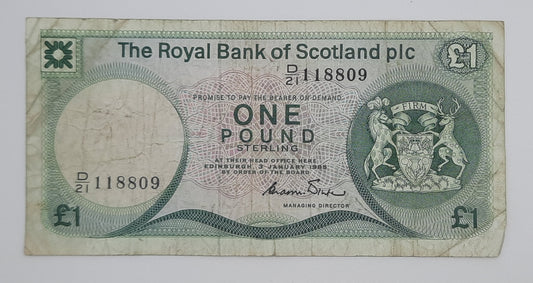 The Royal Bank of Scotland plc
£1
D/21 118809
PROMISE TO PAY THE BEARER ON DEMAND
ONE
POUND
STERLING
AT THEIR HEAD OFFICE HERE
EDINBURGH, 3 JANUARY
BY ORDER OF THE BOARD
FIRM
D/21 118809
MANAGING DIRECTOR
£1
£1